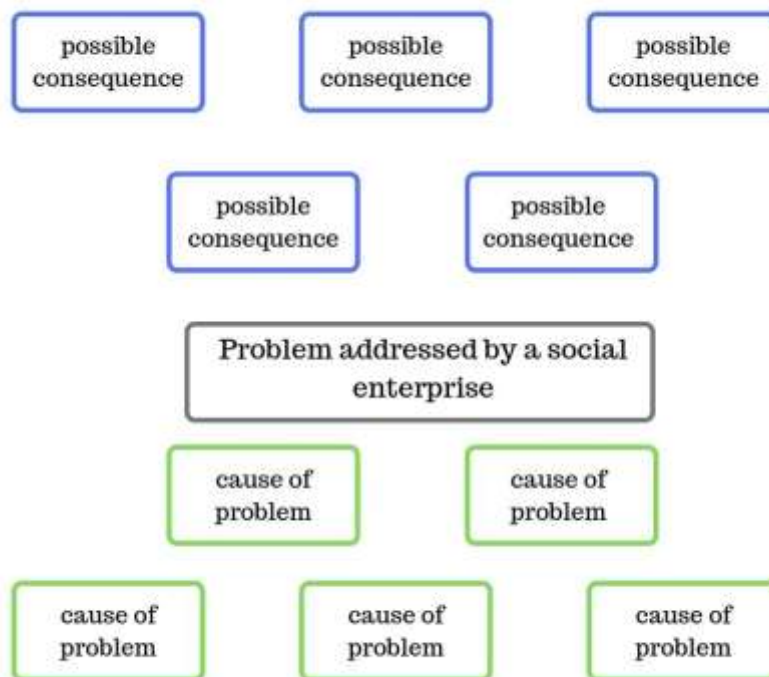 possible
consequence
possible
consequence
possible
consequence
possible
consequence
possible
consequence
Problem addressed by a social
enterprise
cause of
problem
cause of
problem
cause of
problem
cause of
problem
cause of
problem